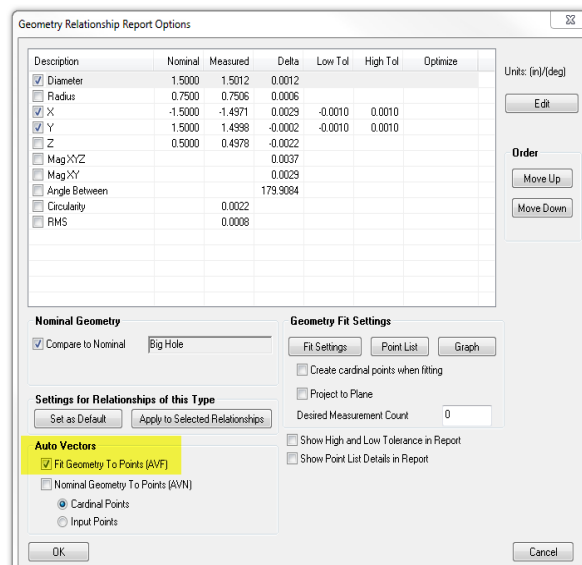 Geometry Relationship Report Options
Description Nominal Measured Delta Low Tol High Tol Optimize
Diameter 1.5000 1.5012 0.0012
Radius 0.7500 0.7506 0.0006
X -1.5000 -1.4971 0.0029 -0.0010 0.0010
Y 1.5000 1.4998 -0.0002 -0.0010 0.0010
Z 0.5000 0.4978 -0.0022
Mag XYZ 0.0037
Mag XY 0.0029
Angle Between 179.9084
Circularity 0.0022
RMS 0.0008
Units: (in)/(deg)
Edit
Order
Move Up
Move Down
Nominal Geometry
Compare to Nominal Big Hole
Settings for Relationships of this Type
Set as Default Apply to Selected Relationships
Auto Vectors
Fit Geometry To Points (AVF)
Nominal Geometry To Points (AVN)
Cardinal Points
Input Points
Geometry Fit Settings
Fit Settings Point List Graph
Create cardinal points when fitting
Project to Plane
Desired Measurement Count 0
Show High and Low Tolerance in Report
Show Point List Details in Report
OK Cancel